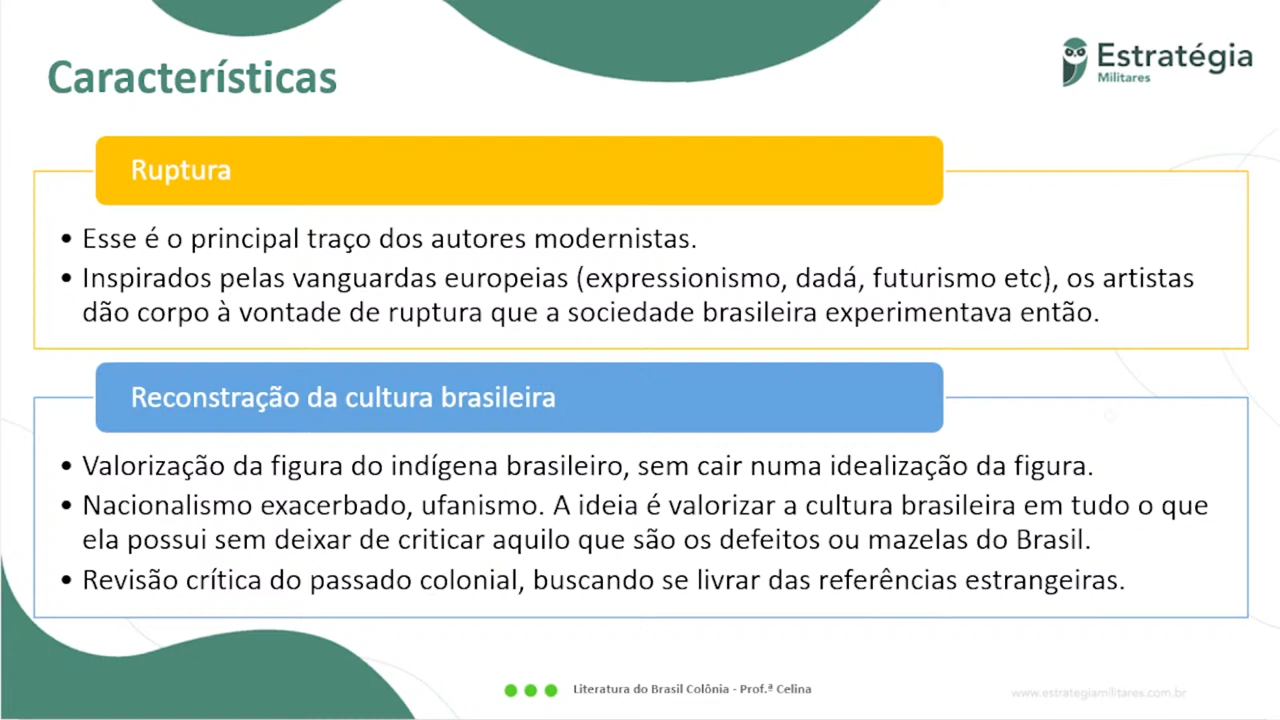 Características
Estratégia
Militares
Ruptura
• Esse é o principal traço dos autores modernistas.
• Inspirados pelas vanguardas europeias (expressionismo, dadá, futurismo etc), os artistas
dão corpo à vontade de ruptura que a sociedade brasileira experimentava então.
Reconstração da cultura brasileira
• Valorização da figura do indígena brasileiro, sem cair numa idealização da figura.
• Nacionalismo exacerbado, ufanismo. A ideia é valorizar a cultura brasileira em tudo o que
ela possui sem deixar de criticar aquilo que são os defeitos ou mazelas do Brasil.
• Revisão crítica do passado colonial, buscando se livrar das referências estrangeiras.
Literatura do Brasil Colônia - Prof.ª Celina
www.estrategiamilitares.com.br